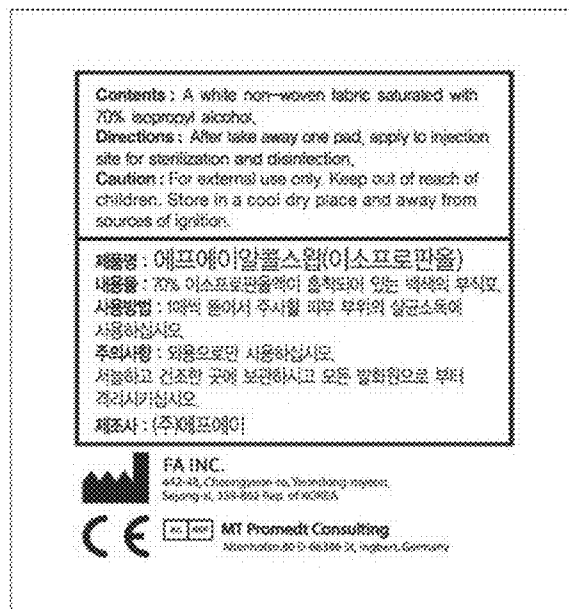 Contents : A white non-woven fabric saturated with
70% isopropyl alcohol.
Directions : After take away one pad, apply to injection
site for sterilization and disinfection.
Caution : For external use only. Keep out of reach of
children. Store in a cool dry place and away from
sources of ignition.
제품명 : 에프에이알콜스왑(이소프로판올)
내용물 : 70% 이소프로판올액이 흡착되어 있는 백색의 부직포.
사용방법 : 1매씩 뜯어서 주사할 피부 부위의 살균소독에
사용하십시오.
주의사항 : 외용으로만 사용하십시오.
서늘하고 건조한 곳에 보관하시고 모든 발화원으로 부터
격리시키십시오.
제조사 : (주)에프에이
FA INC.
Rep. of KOREA
CE MT Promedt Consulting
Ingbert, Germany